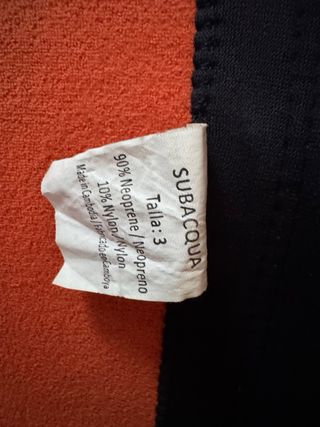 SUBACQUA
Talla: 3
90% Neoprene / Neopreno
10% Nylon / Nylon
Made in Cambodia / Fabricado en Camboya